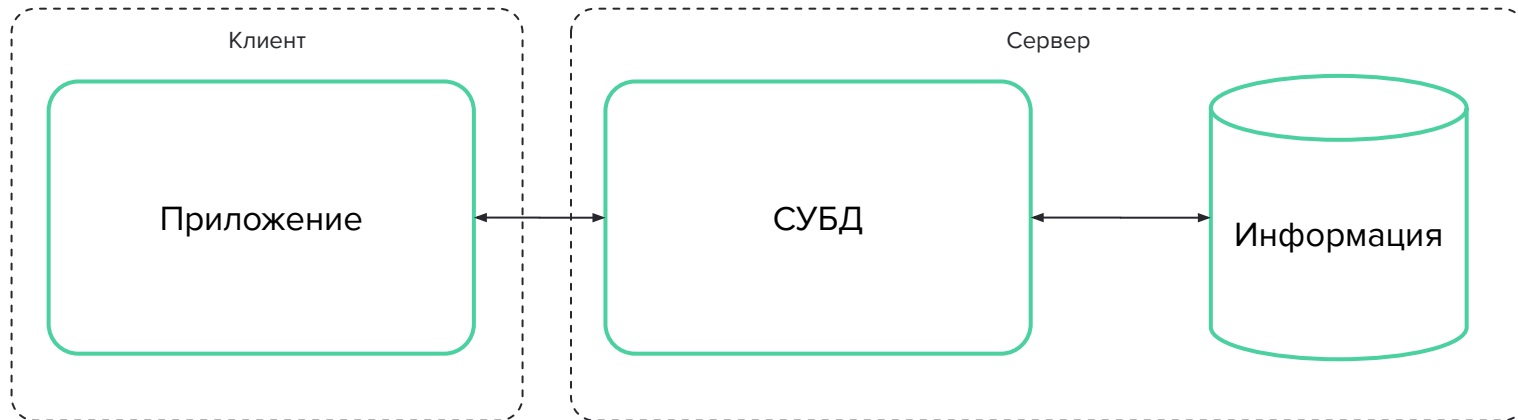 Клиент
Сервер
Приложение
СУБД
Информация